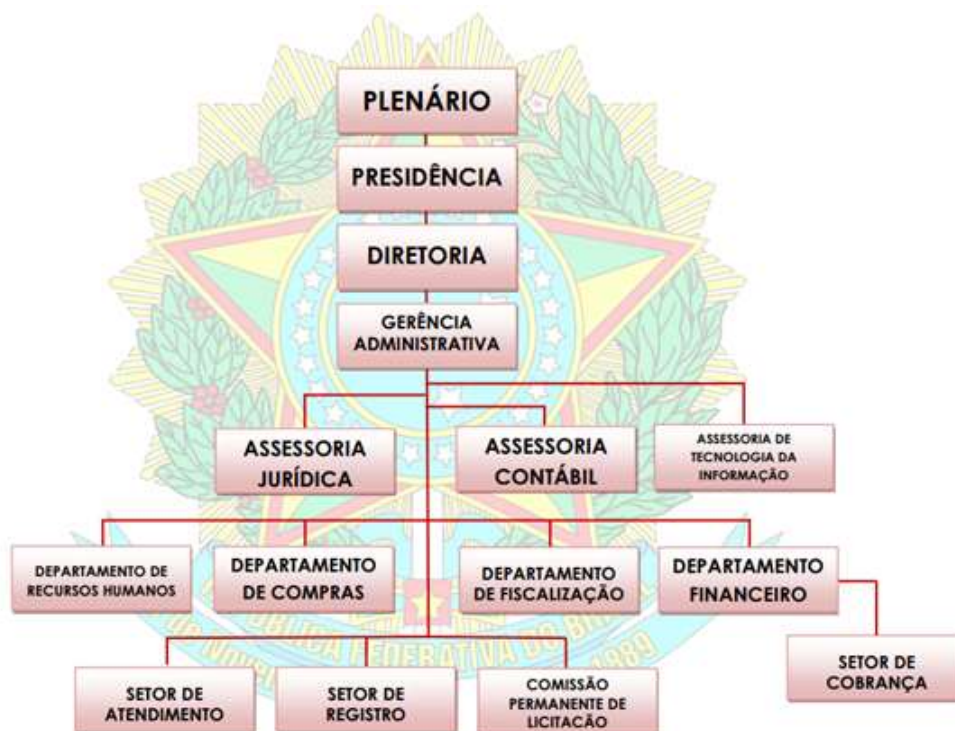 PLENÁRIO
PRESIDÊNCIA
DIRETORIA
GERÊNCIA
ADMINISTRATIVA
ASSESSORIA
JURÍDICA
ASSESSORIA
CONTÁBIL
ASSESSORIA DE
TECNOLOGIA DA
INFORMAÇÃO
DEPARTAMENTO DE
RECURSOS HUMANOS
DEPARTAMENTO
DE COMPRAS
DEPARTAMENTO
DE FISCALIZAÇÃO
DEPARTAMENTO
FINANCEIRO
SETOR DE
COBRANÇA
SETOR DE
ATENDIMENTO
SETOR DE
REGISTRO
COMISSÃO
PERMANENTE DE
LICITAÇÃO